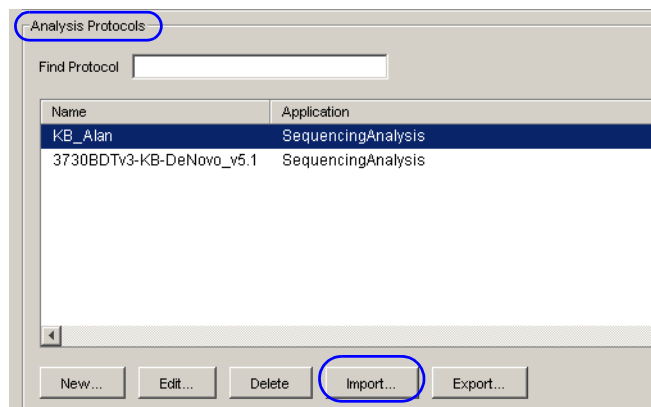 Analysis Protocols
Find Protocol
Name Application
KB_Alan SequencingAnalysis
3730BDTv3-KB-DeNovo_v5.1 SequencingAnalysis
New... Edit... Delete Import... Export...